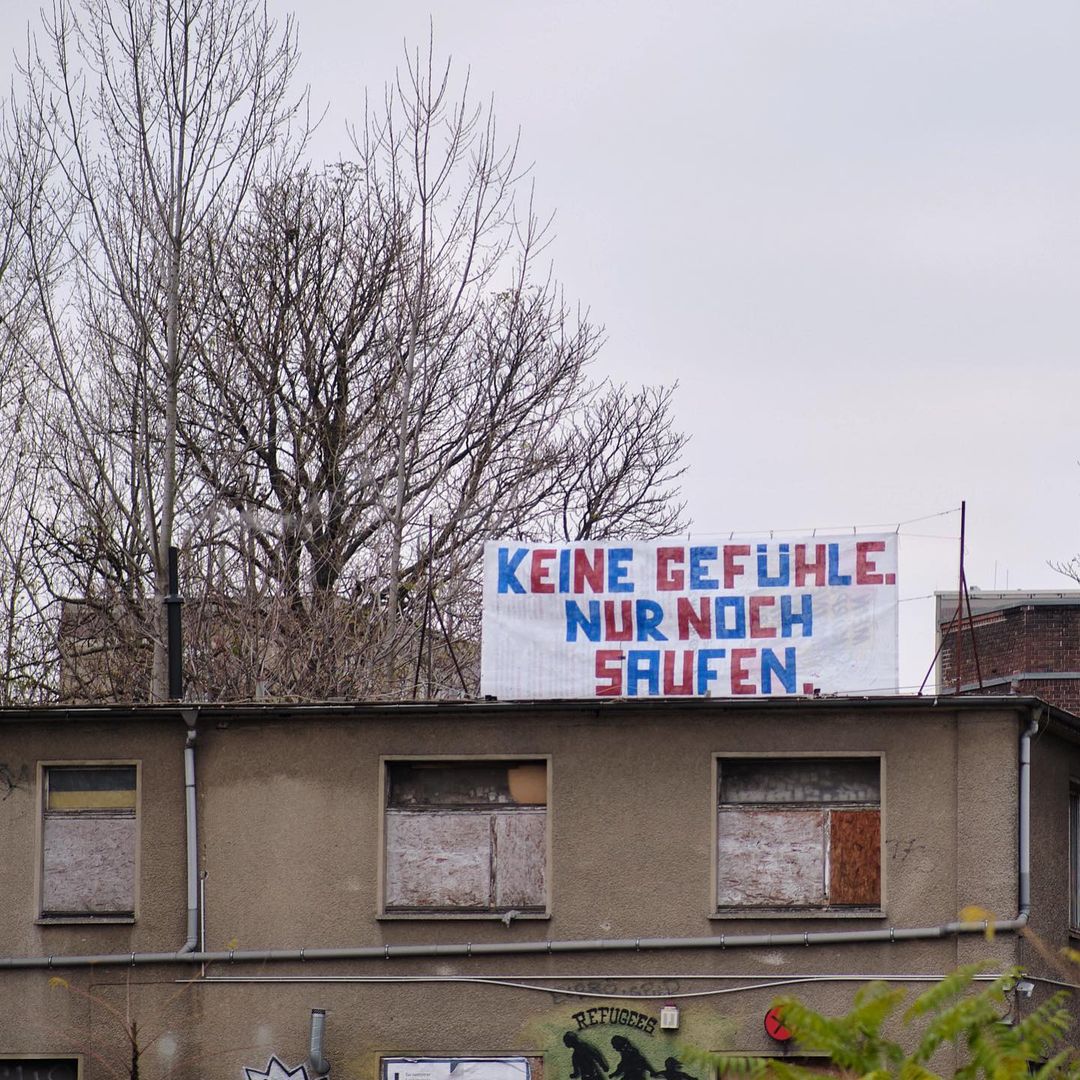 KEINE GEFÜHLE.
NUR NOCH
SAUFEN.
REFUGEES